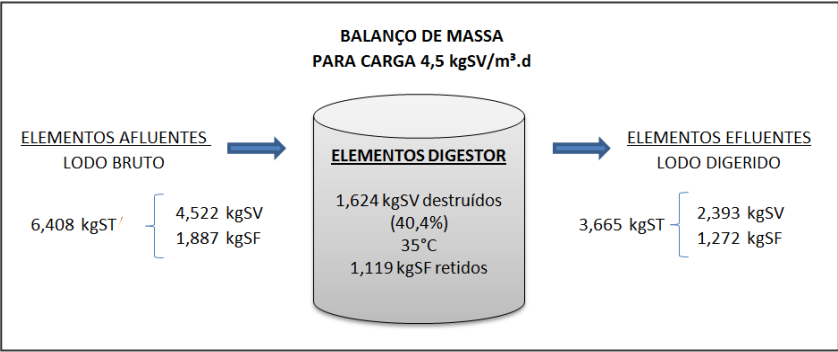 BALANÇO DE MASSA
PARA CARGA 4,5 kgSV/m³.d
ELEMENTOS AFLUENTES
LODO BRUTO
6,408 kgST
4,522 kgSV
1,887 kgSF
ELEMENTOS DIGESTOR
1,624 kgSV destruídos
(40,4%)
35°C
1,119 kgSF retidos
ELEMENTOS EFLUENTES
LODO DIGERIDO
3,665 kgST
2,393 kgSV
1,272 kgSF